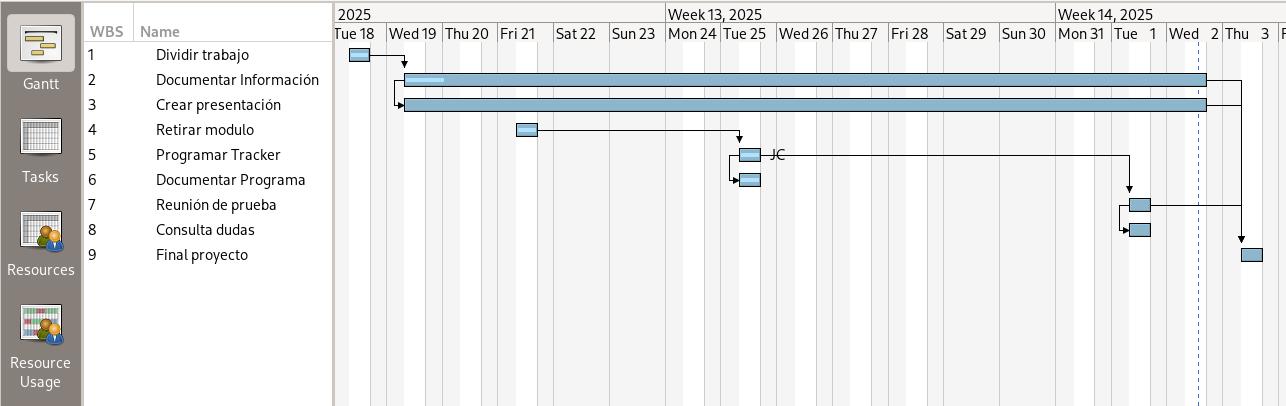 2025 Week 13, 2025 Week 14, 2025
WBS Name Tue 18 Wed 19 Thu 20 Fri 21 Sat 22 Sun 23 Mon 24 Tue 25 Wed 26 Thu 27 Fri 28 Sat 29 Sun 30 Mon 31 Tue 1 Wed 2 Thu 3 F
1 Dividir trabajo
2 Documentar Información
3 Crear presentación
4 Retirar modulo
5 Programar Tracker JC
6 Documentar Programa
7 Reunión de prueba
8 Consulta dudas
9 Final proyecto
Gantt
Tasks
Resources
Resource
Usage